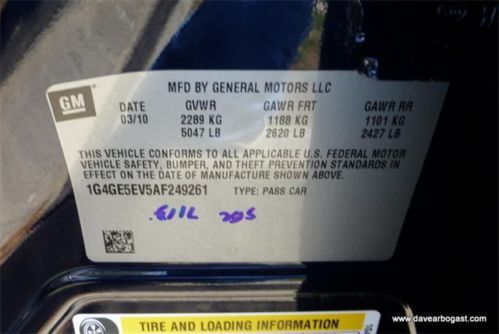 MFD BY GENERAL MOTORS LLC
GM
DATE GVWR GAWR FRT GAWR RR
03/10 2289 KG 1188 KG 1101 KG
5047 LB 2620 LB 2427 LB
THIS VEHICLE CONFORMS TO ALL APPLICABLE U.S. FEDERAL MOTOR
VEHICLE SAFETY, BUMPER, AND THEFT PREVENTION STANDARDS IN
EFFECT ON THE DATE OF MANUFACTURE SHOWN ABOVE.
1G4GE5EV5AF249261 TYPE: PASS CAR
TIRE AND LOADING INFORMATION
www.davearbogast.com